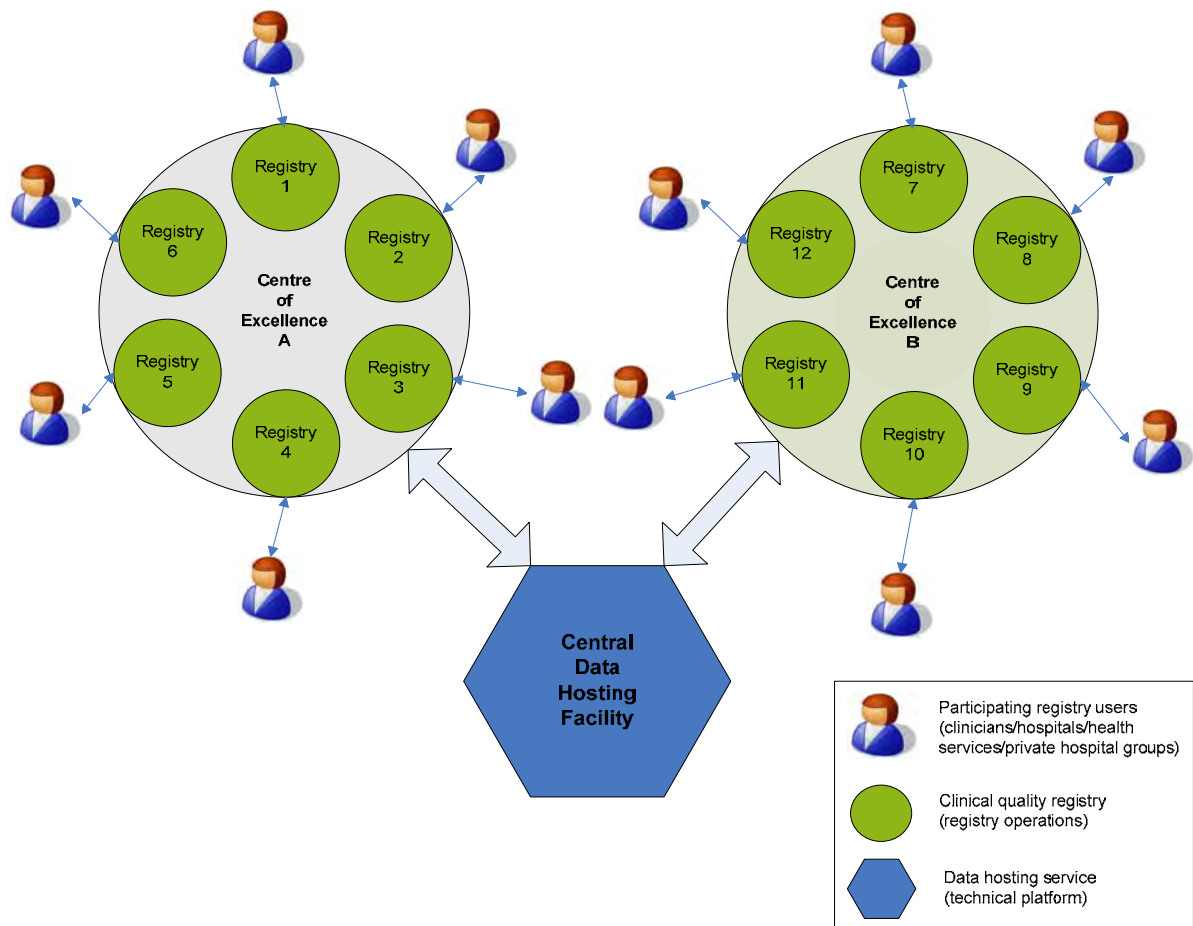 Registry
1
Registry
2
Registry
3
Registry
4
Registry
5
Registry
6
Centre
of
Excellence
A
Registry
7
Registry
8
Registry
9
Registry
10
Registry
11
Registry
12
Centre
of
Excellence
B
Central
Data
Hosting
Facility
Participating registry users
(clinicians/hospitals/health
services/private hospital groups)
Clinical quality registry
(registry operations)
Data hosting service
(technical platform)